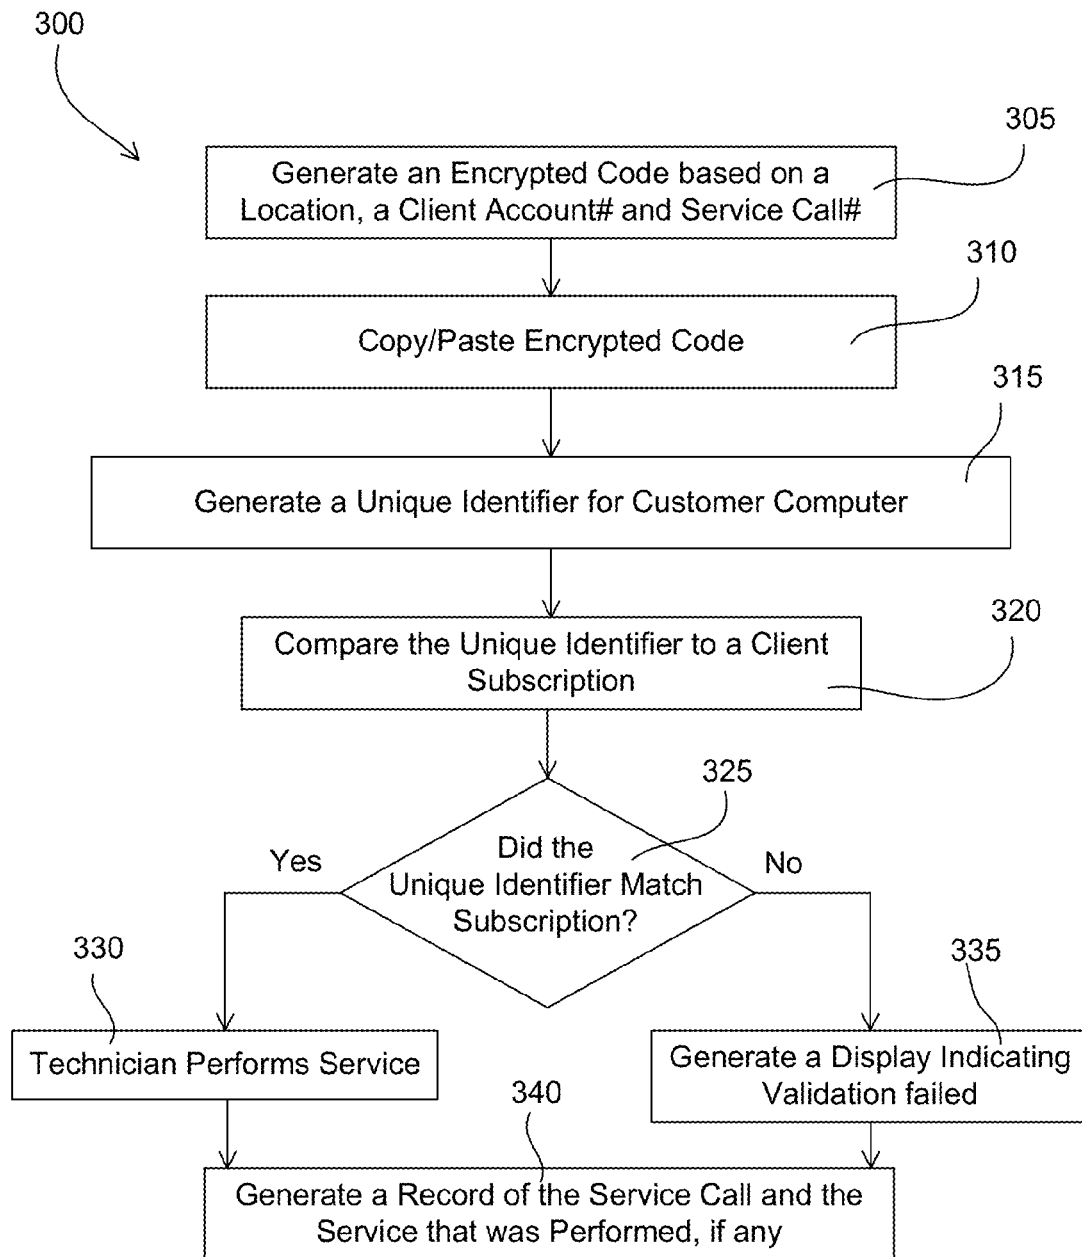 300
305
Generate an Encrypted Code based on a
Location, a Client Account# and Service Call#
310
Copy/Paste Encrypted Code
315
Generate a Unique Identifier for Customer Computer
320
Compare the Unique Identifier to a Client
Subscription
325
Did the
Unique Identifier Match
Subscription?
Yes
No
330
335
Technician Performs Service
Generate a Display Indicating
Validation failed
340
Generate a Record of the Service Call and the
Service that was Performed, if any